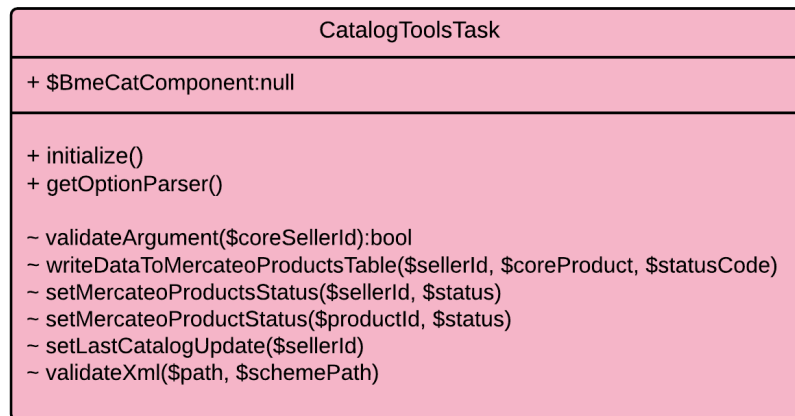 CatalogToolsTask
+ $BmeCatComponent:null
+ initialize()
+ getOptionParser()
~ validateArgument($coreSellerId):bool
~ writeDataToMercateoProductsTable($sellerId, $coreProduct, $statusCode)
~ setMercateoProductsStatus($sellerId, $status)
~ setMercateoProductStatus($productId, $status)
~ setLastCatalogUpdate($sellerId)
~ validateXml($path, $schemePath)